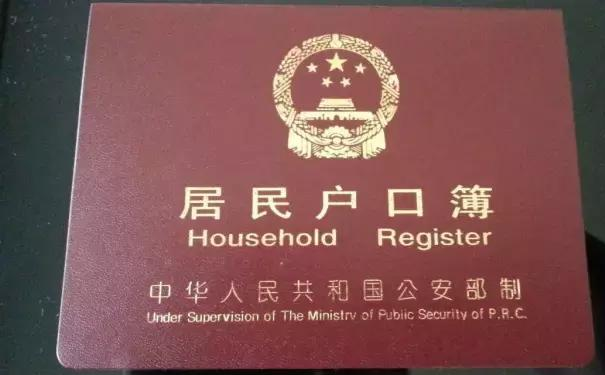 居民户口簿
Household Register
中华人民共和国公安部制
Under Supervision of The Ministry of Public Security of P.R.C.